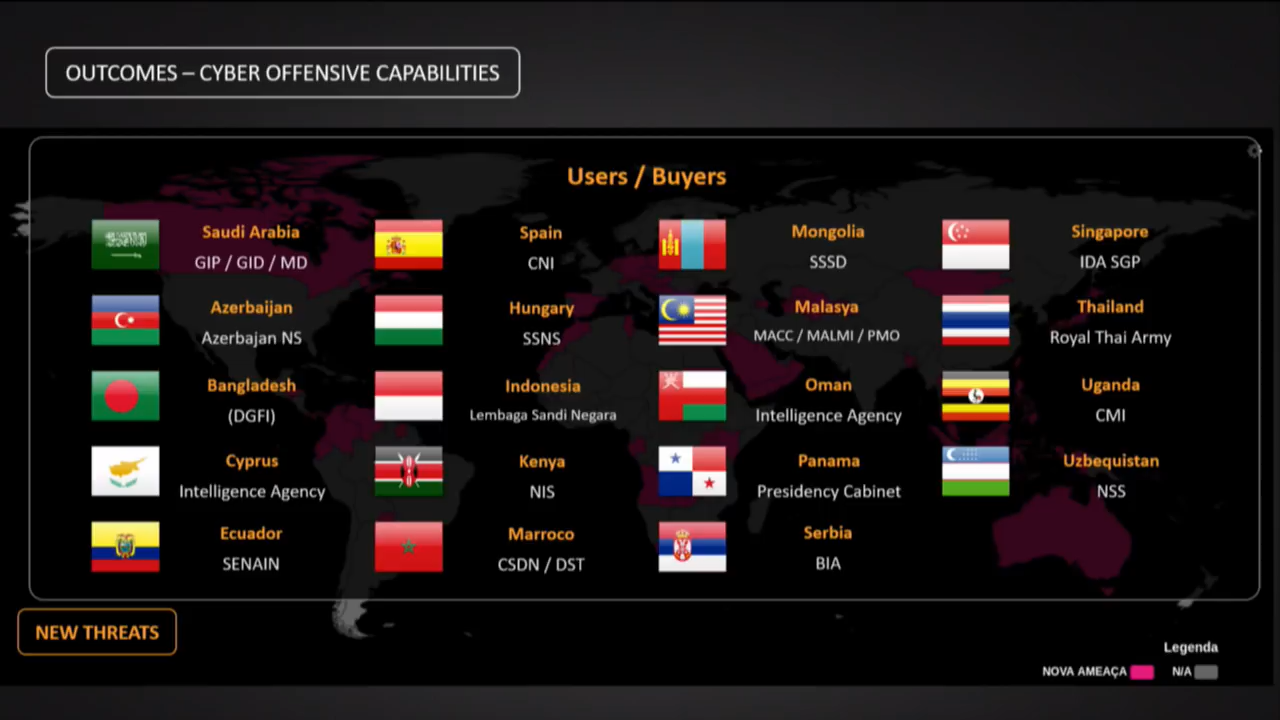 OUTCOMES – CYBER OFFENSIVE CAPABILITIES
Users / Buyers
Saudi Arabia
GIP / GID / MD
Spain
CNI
Mongolia
SSSD
Singapore
IDA SGP
Azerbaijan
Azerbajan NS
Hungary
SSNS
Malasya
MACC / MALMI / PMO
Thailand
Royal Thai Army
Bangladesh
(DGFI)
Indonesia
Lembaga Sandi Negara
Oman
Intelligence Agency
Uganda
CMI
Cyprus
Intelligence Agency
Kenya
NIS
Panama
Presidency Cabinet
Uzbequistan
NSS
Ecuador
SENAIN
Marroco
CSDN / DST
Serbia
BIA
NEW THREATS
Legenda
NOVA AMEAÇA
N/A